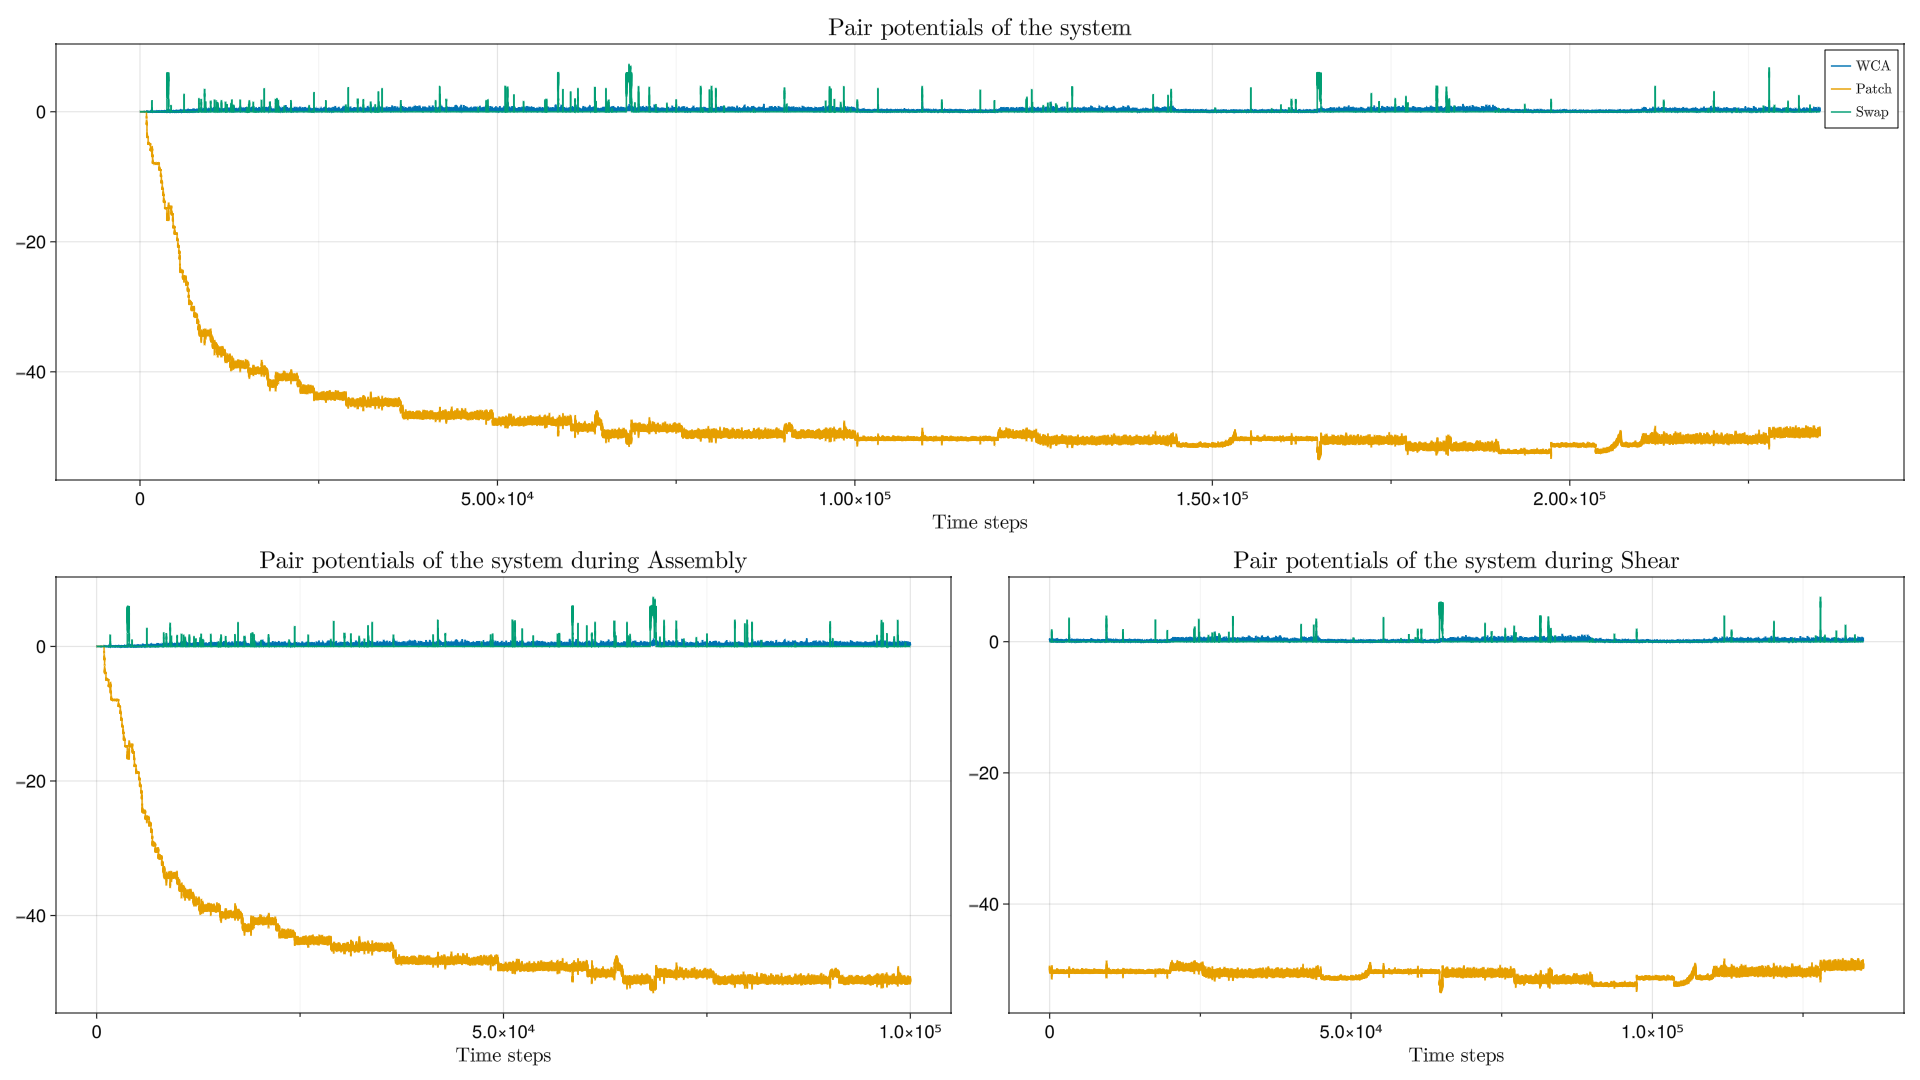 Pair potentials of the system
WCA
Patch
Swap
0
−20
−40
0
5.00×10⁴
1.00×10⁵
1.50×10⁵
2.00×10⁵
Time steps
Pair potentials of the system during Assembly
0
−20
−40
0
5.0×10⁴
1.0×10⁵
Time steps
Pair potentials of the system during Shear
0
−20
−40
0
5.0×10⁴
1.0×10⁵
Time steps